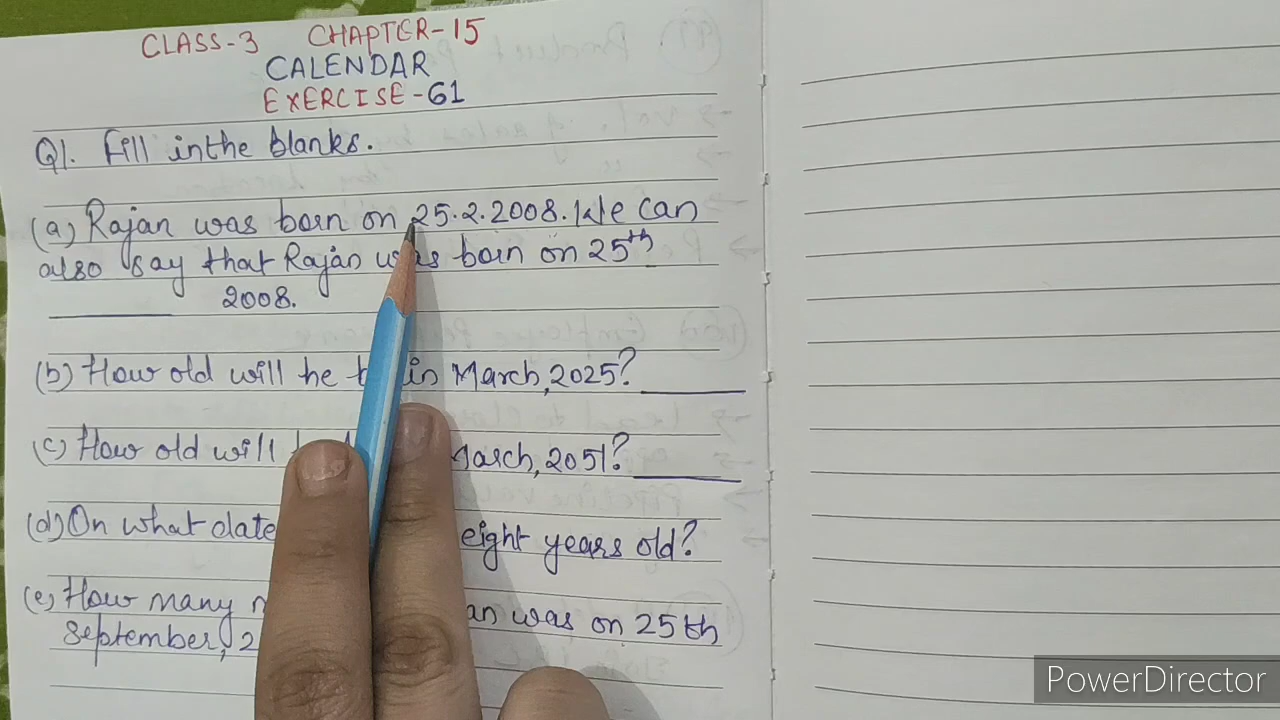 CLASS-3 CHAPTER-15
CALENDAR
EXERCISE-61
Q1. Fill in the blanks.
(a) Rajan was born on 25.2.2008. We can
also say that Rajan was born on 25th
2008.
(b) How old will he in March, 2025?
(c) How old will March, 2051?
(d) On what date eight years old?
(e) How many was on 25th
September, 2
PowerDirector